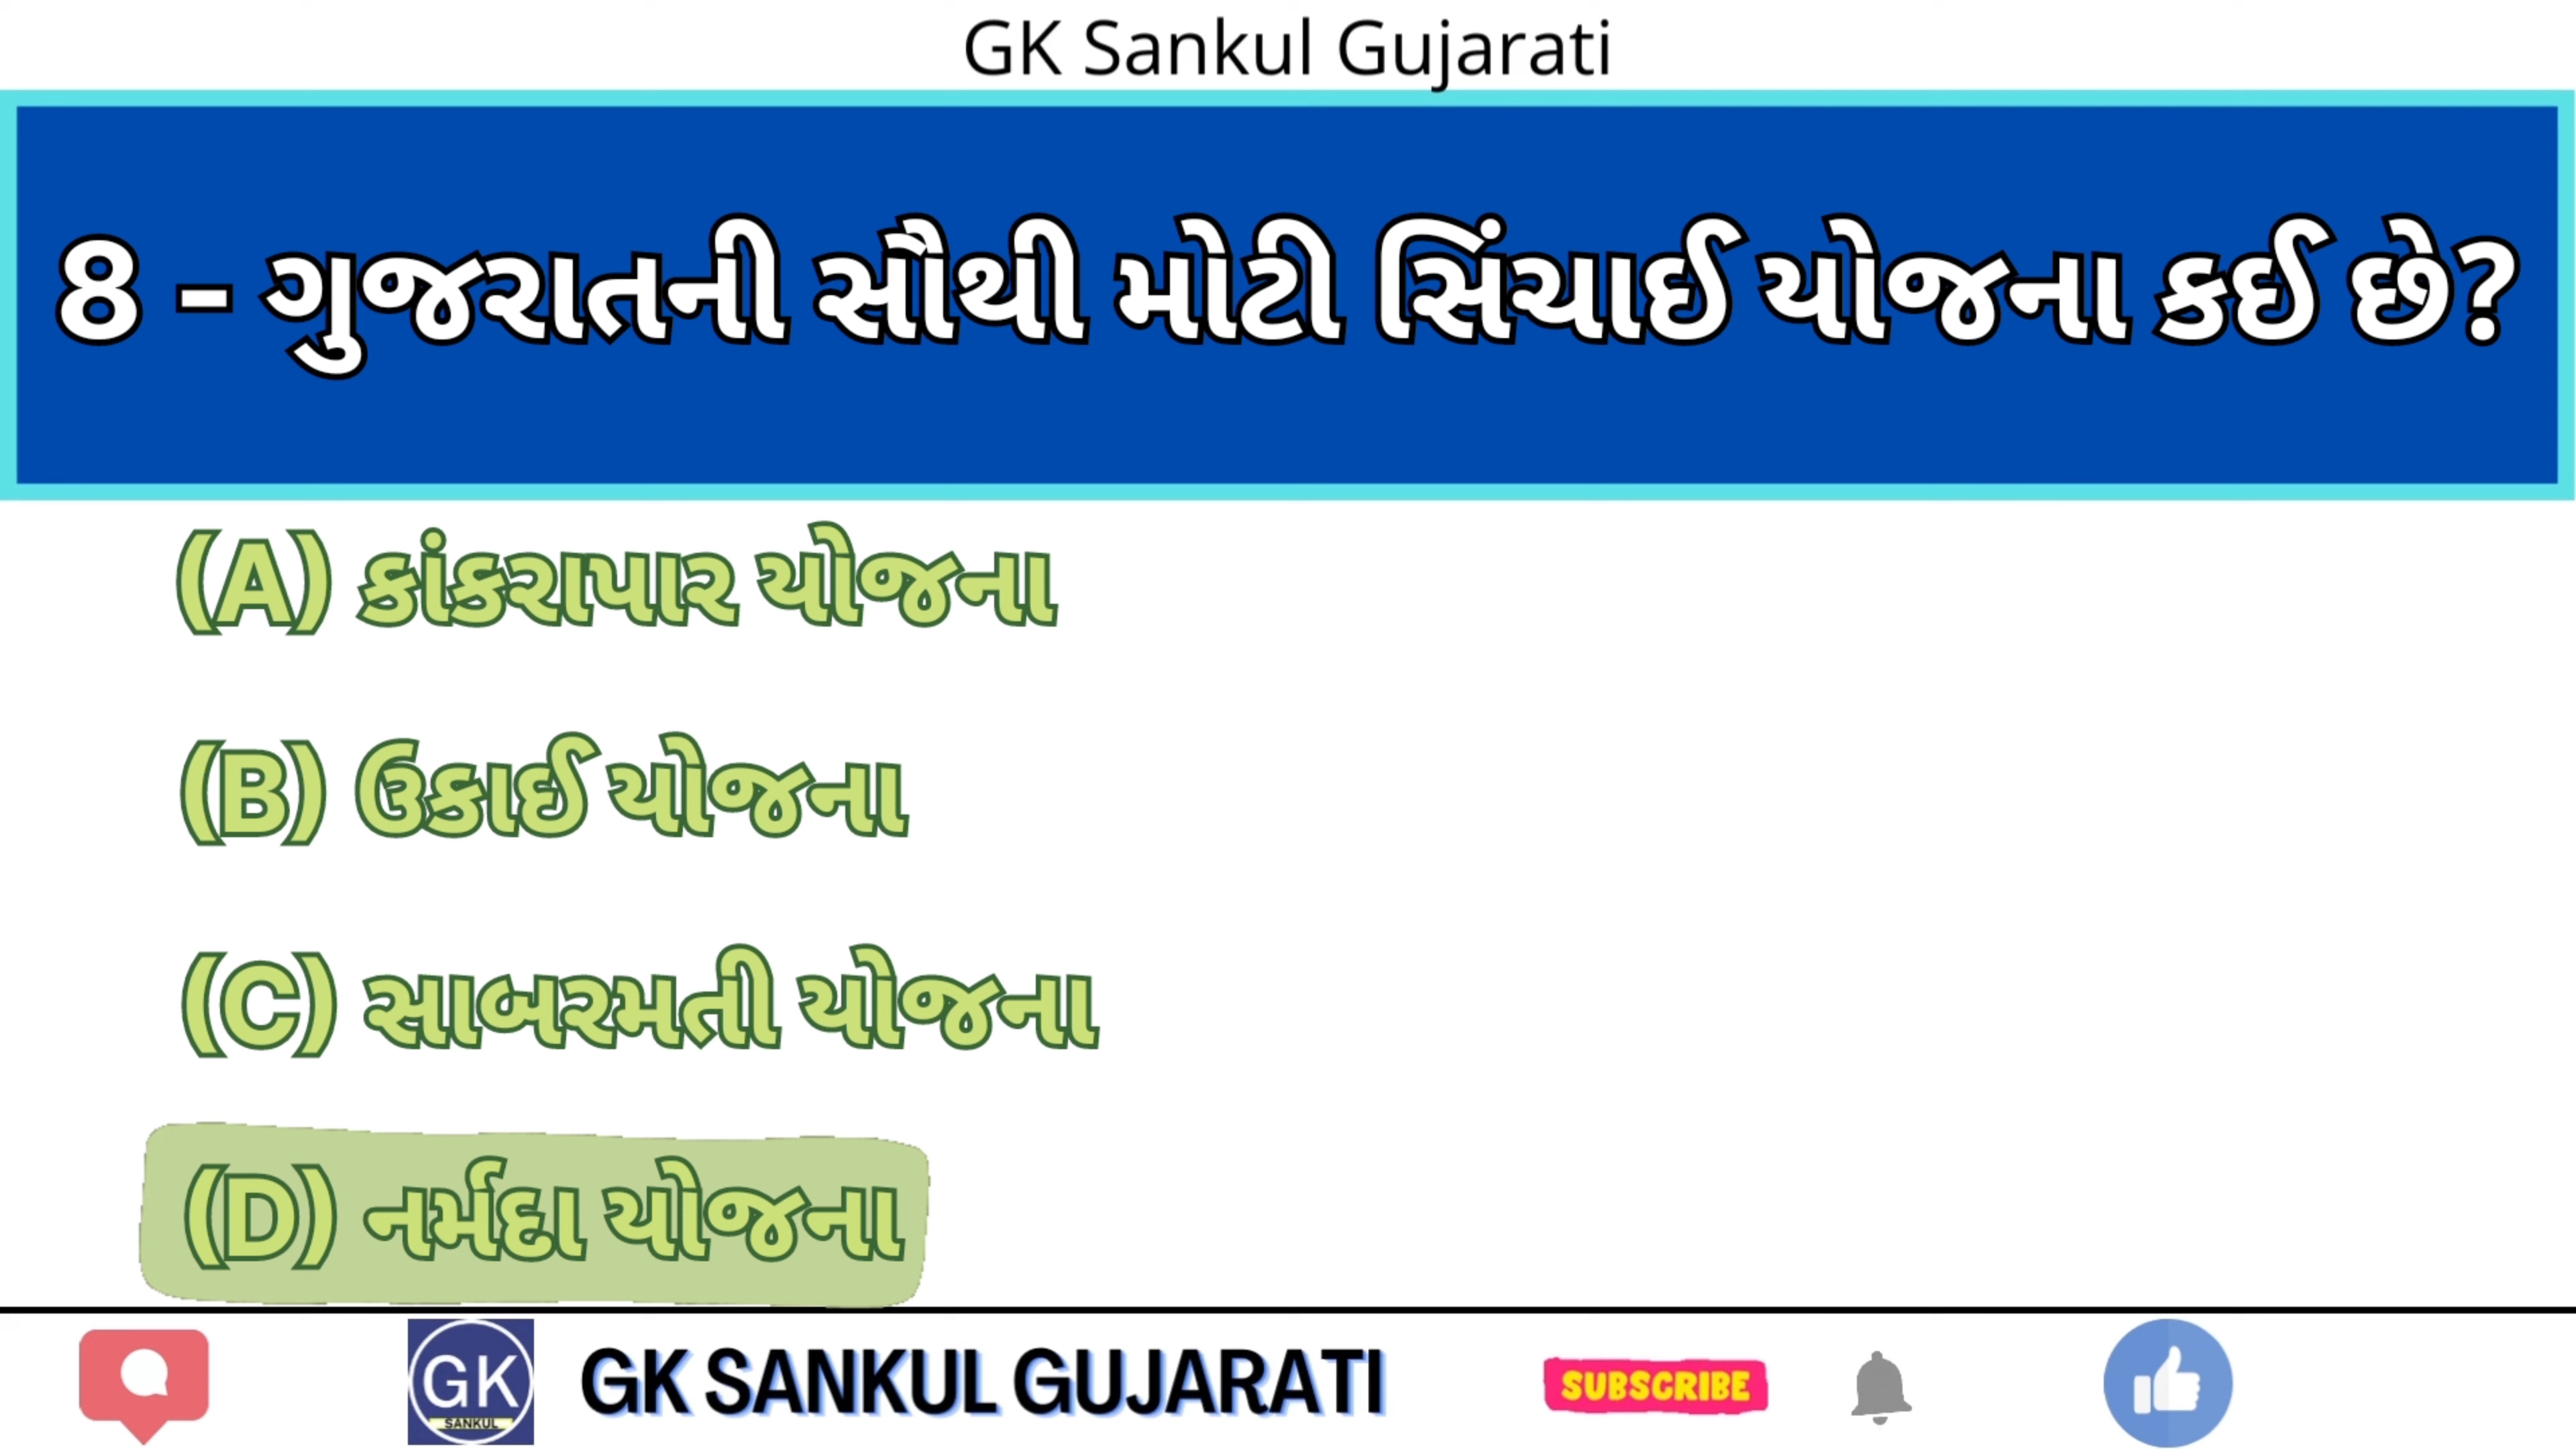 GK Sankul Gujarati
8 - ગુજરાતની સૌથી મોટી સિંચાઈ યોજના કઈ છે?
(A) કાંકરાપાર યોજના
(B) ઉકાઈ યોજના
(C) સાબરમતી યોજના
(D) નર્મદા યોજના
GK
SANKUL
GK SANKUL GUJARATI
SUBSCRIBE